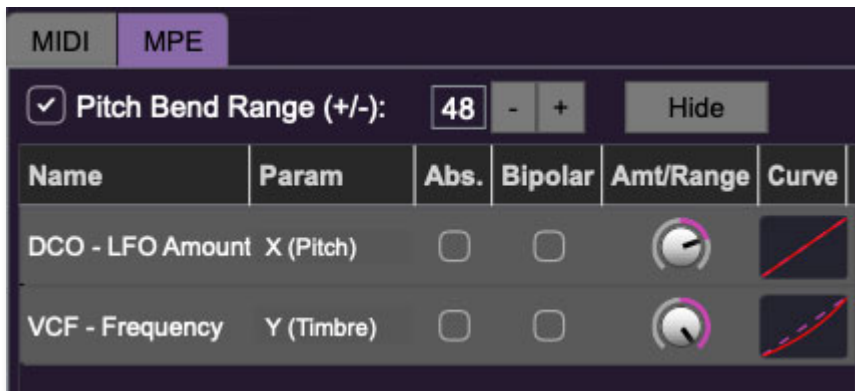 MIDI MPE
Pitch Bend Range (+/-): 48 - + Hide
Name Param Abs. Bipolar Amt/Range Curve
DCO - LFO Amount X (Pitch)
VCF - Frequency Y (Timbre)